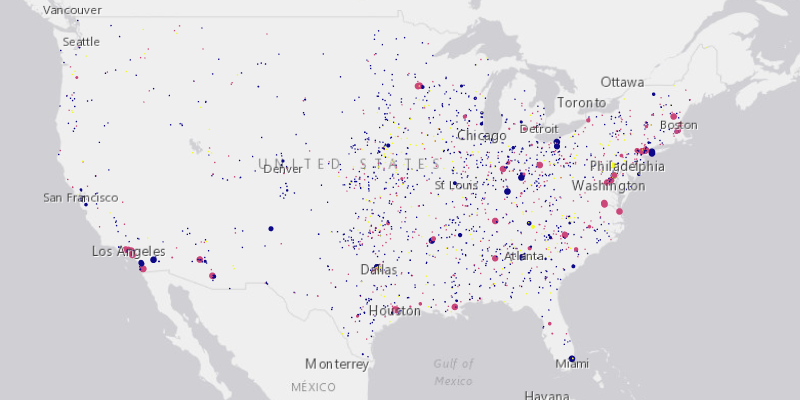 Vancouver
Seattle
Ottawa
Toronto
Boston
Detroit
Chicago
UNITED STATES
Philadelphia
Denver
St Louis
Washington
San Francisco
Los Angeles
Atlanta
Dallas
Houston
Monterrey
Gulf of
Mexico
Miami
MÉXICO
Havana